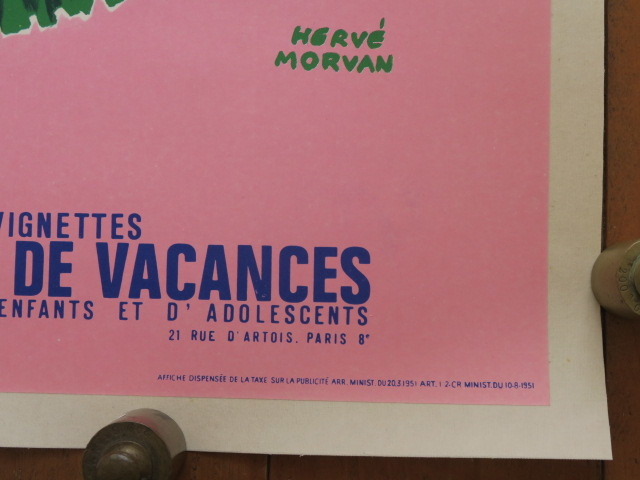 HERVÉ
MORVAN
VIGNETTES
DE VACANCES
ENFANTS ET D'ADOLESCENTS
21 RUE D'ARTOIS. PARIS 8e
AFFICHE DISPENSÉE DE LA TAXE SUR LA PUBLICITÉ ARR. MINIST. DU 20.3.1951 ART. 1.2-CR MINIST. DU 10-8-1951